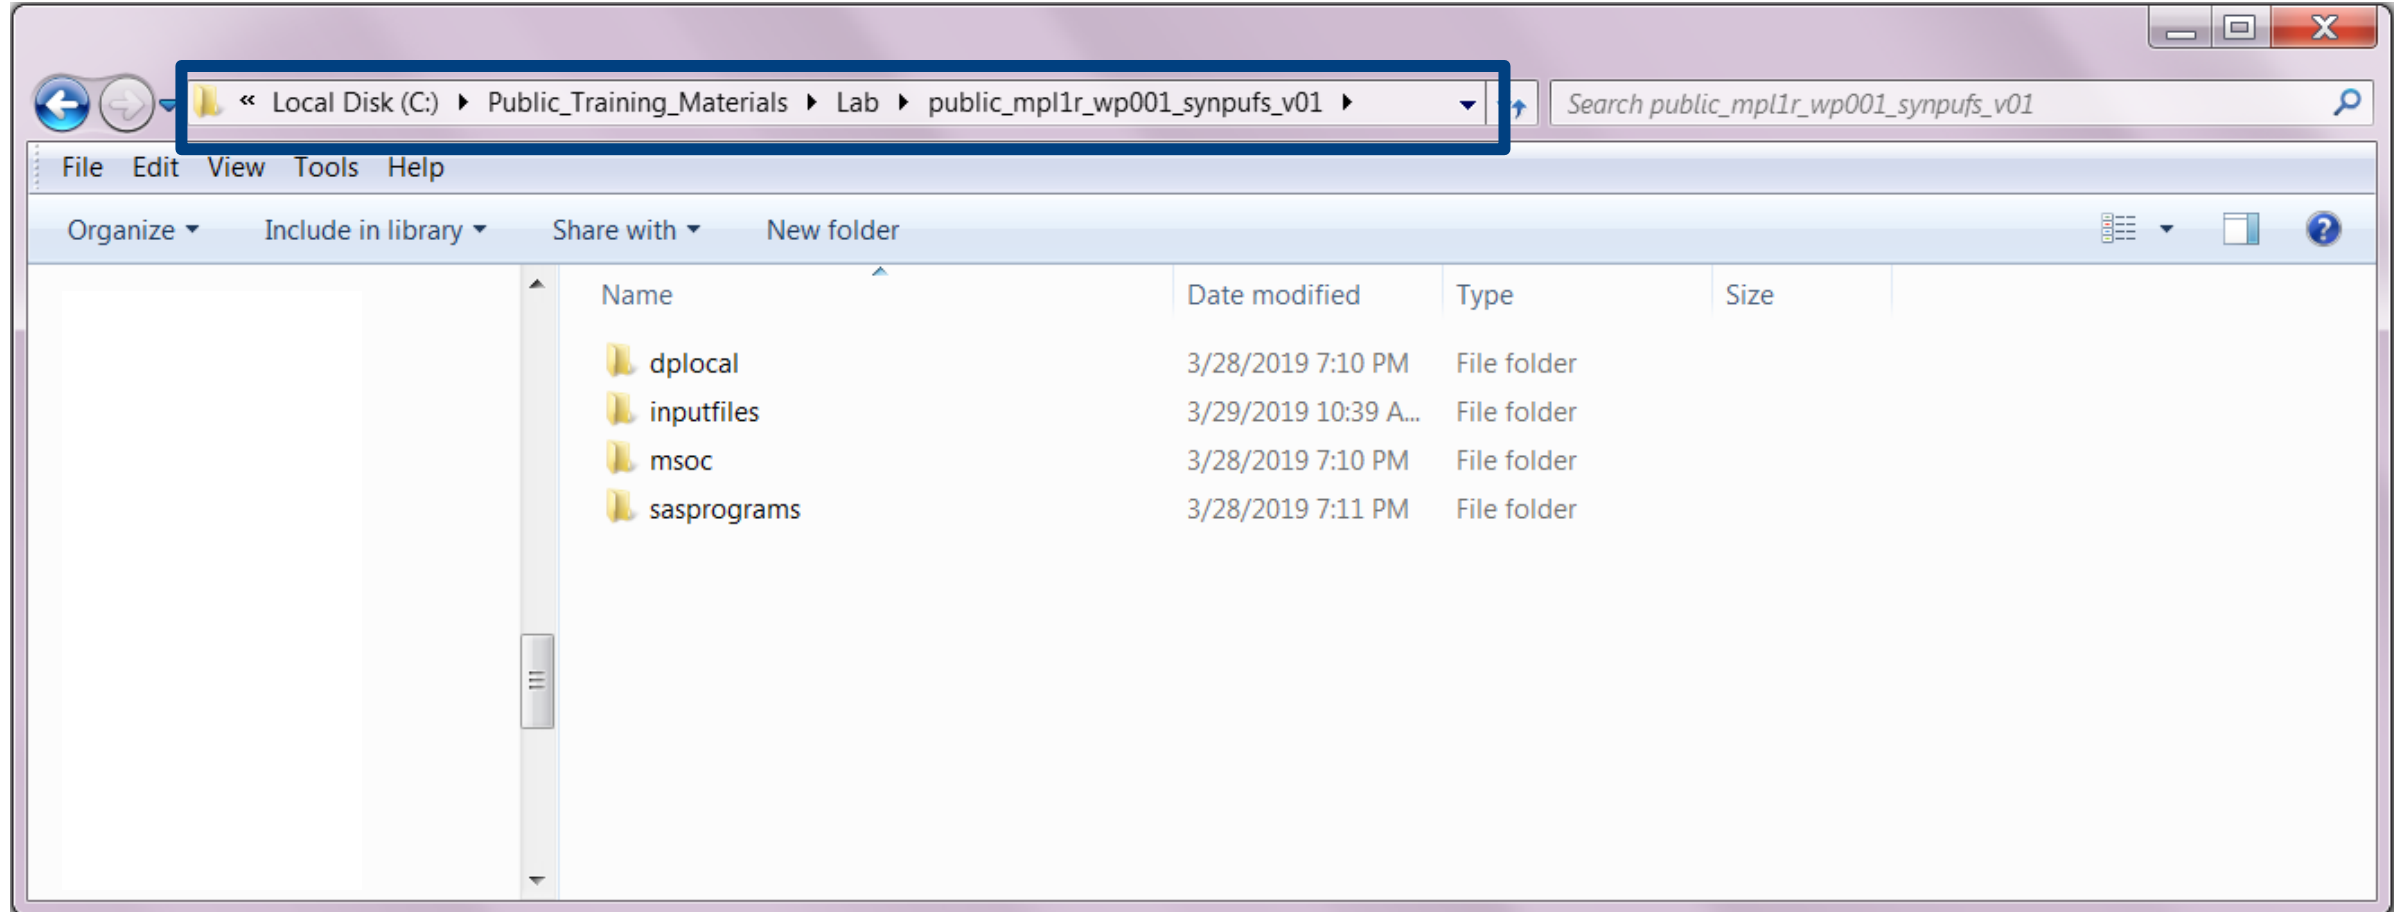 « Local Disk (C:) ▸ Public_Training_Materials ▸ Lab ▸ public_mpl1r_wp001_synpufs_v01 ▸ Search public_mpl1r_wp001_synpufs_v01
File Edit View Tools Help
Organize Include in library Share with New folder
Name Date modified Type Size
dplocal 3/28/2019 7:10 PM File folder
inputfiles 3/29/2019 10:39 A... File folder
msoc 3/28/2019 7:10 PM File folder
sasprograms 3/28/2019 7:11 PM File folder